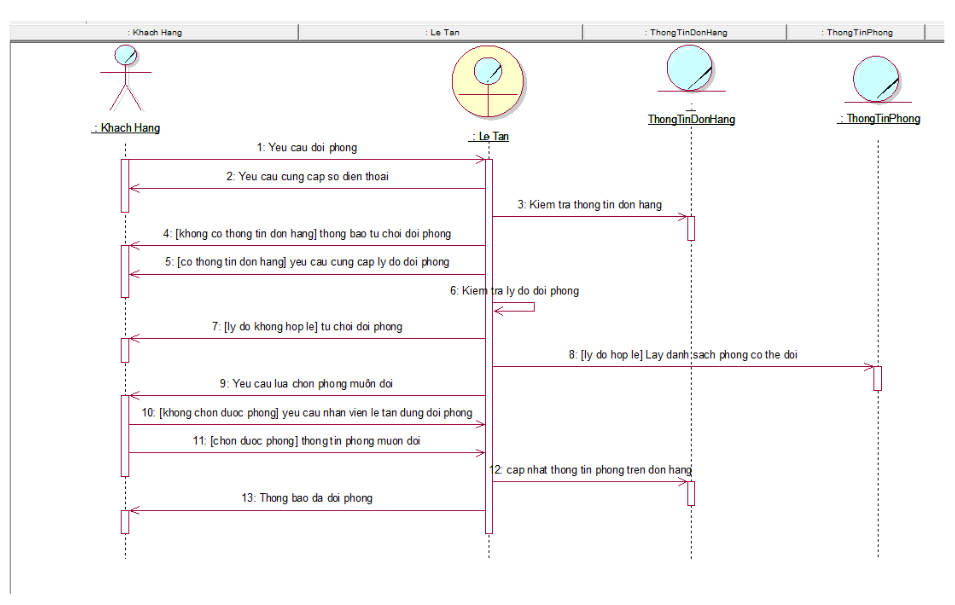 : Khach Hang
: Le Tan
: ThongTinDonHang
: ThongTinPhong
: Khach Hang
: Le Tan
:
ThongTinDonHang
: ThongTinPhong
1: Yeu cau doi phong
2: Yeu cau cung cap so dien thoai
3: Kiem tra thong tin don hang
4: [khong co thong tin don hang] thong bao tu choi doi phong
5: [co thong tin don hang] yeu cau cung cap ly do doi phong
6: Kiem tra ly do doi phong
7: [ly do khong hop le] tu choi doi phong
8: [ly do hop le] Lay danh sach phong co the doi
9: Yeu cau lua chon phong muôn doi
10: [khong chon duoc phong] yeu cau nhan vien le tan dung doi phong
11: [chon duoc phong] thong tin phong muon doi
12: cap nhat thong tin phong tren don hang
13: Thong bao da doi phong